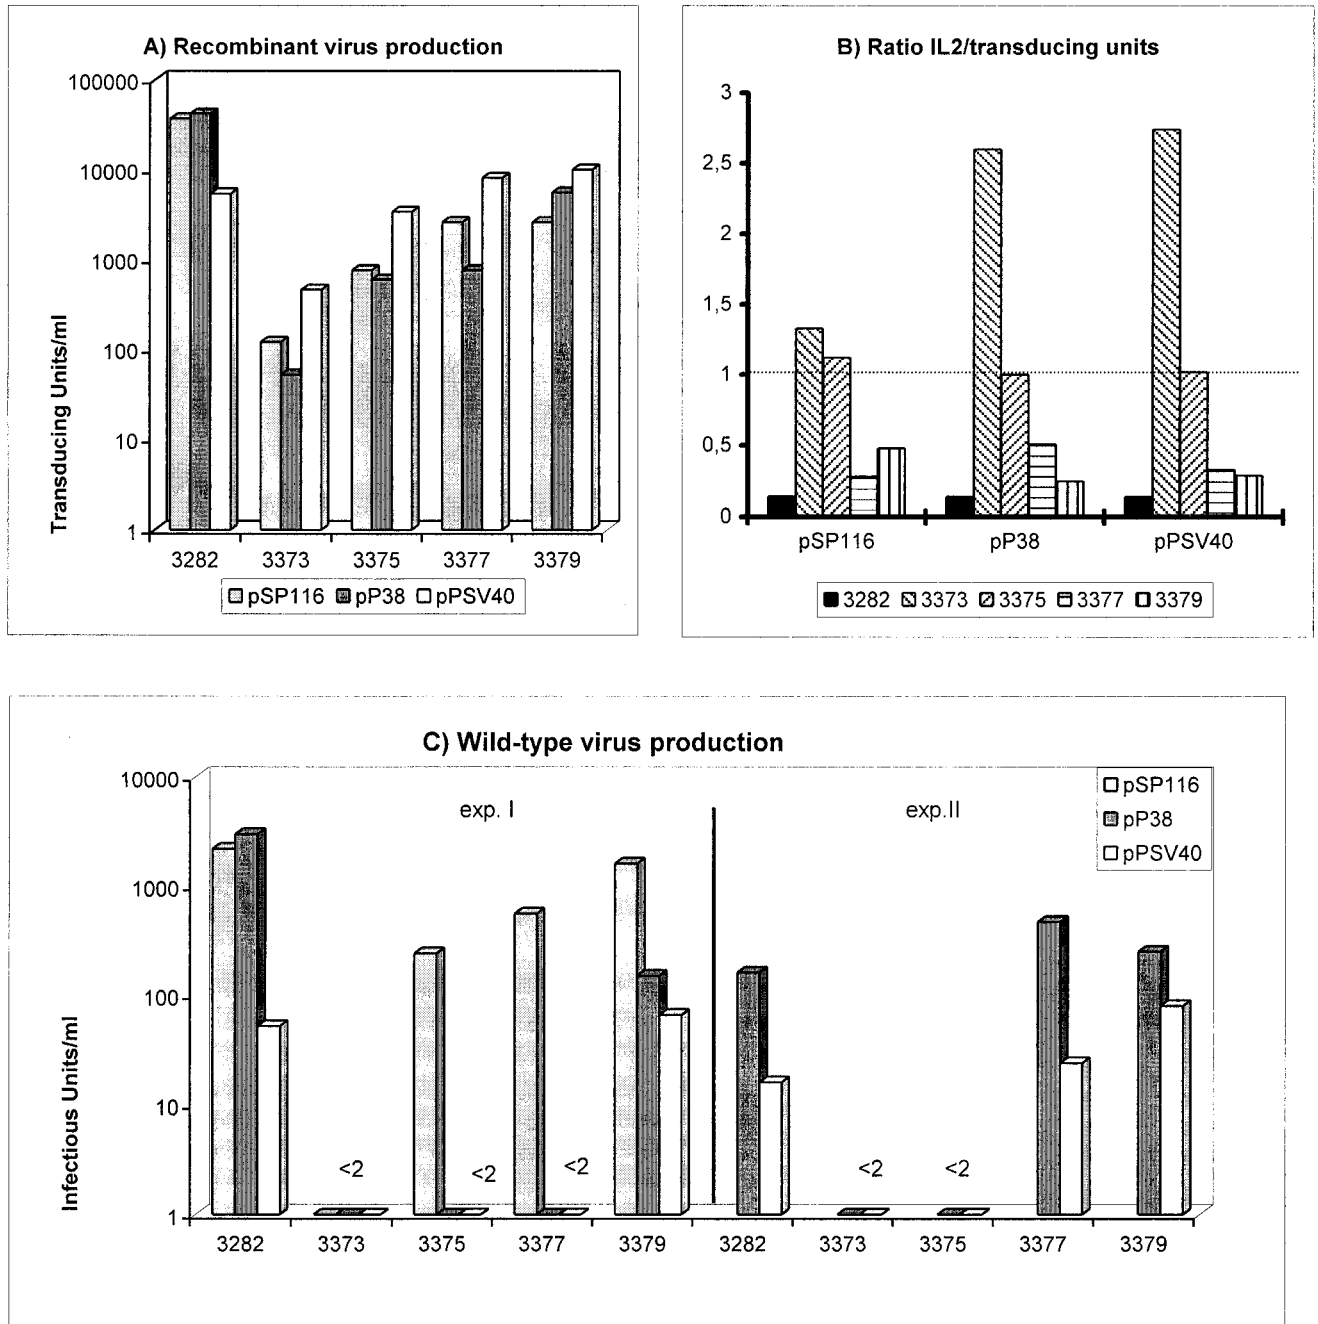 A) Recombinant virus production
100000
10000
1000
100
10
1
Transducing Units/ml
3282 3373 3375 3377 3379
pSP116 pP38 pPSV40
B) Ratio IL2/transducing units
3
2,5
2
1,5
1
0,5
0
pSP116 pP38 pPSV40
3282 3373 3375 3377 3379
C) Wild-type virus production
10000
1000
100
10
1
Infectious Units/ml
exp. I
exp.II
pSP116
pP38
pPSV40
<2 <2 <2 <2 <2
3282 3373 3375 3377 3379 3282 3373 3375 3377 3379